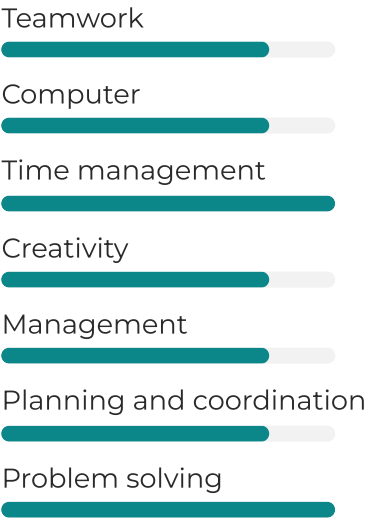 Teamwork
Computer
Time management
Creativity
Management
Planning and coordination
Problem solving